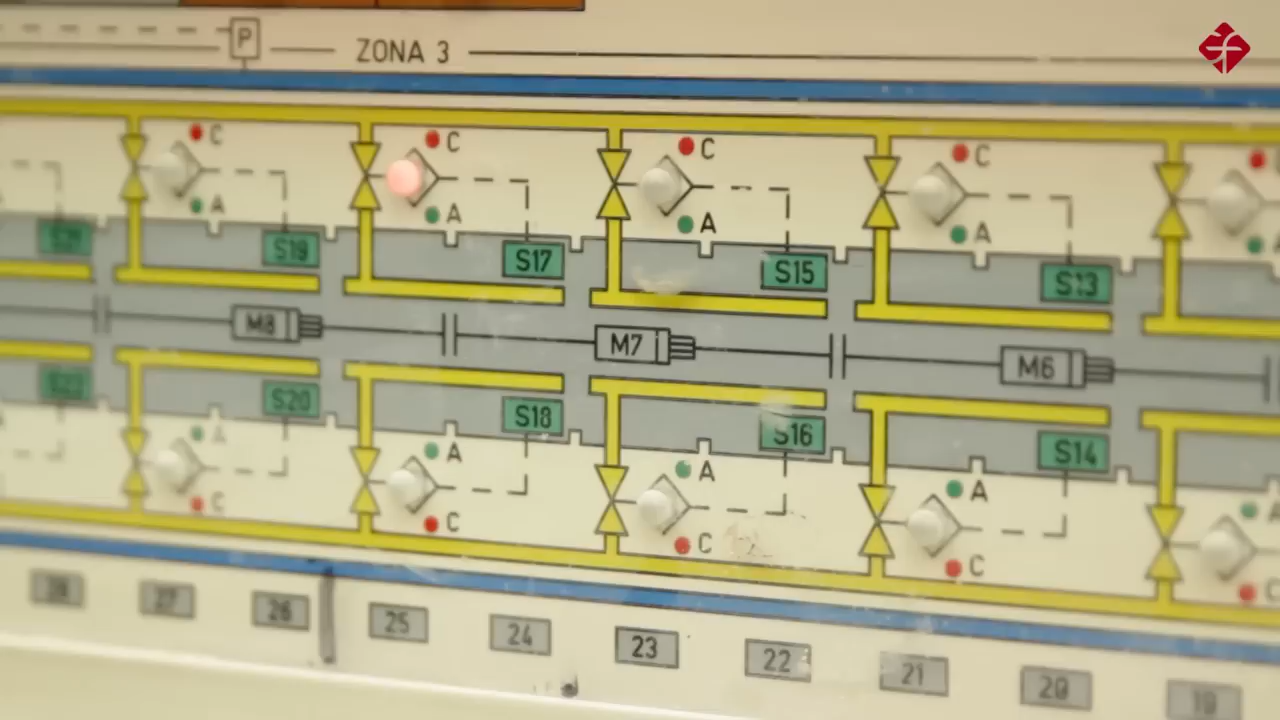 P
ZONA 3
C C C C
A A A A
S19 S17 S15 S13
M8 M7 M6
S20 S18 S16 S14
A A A A A
C C C C C
28 27 26 25 24 23 22 21 20 19